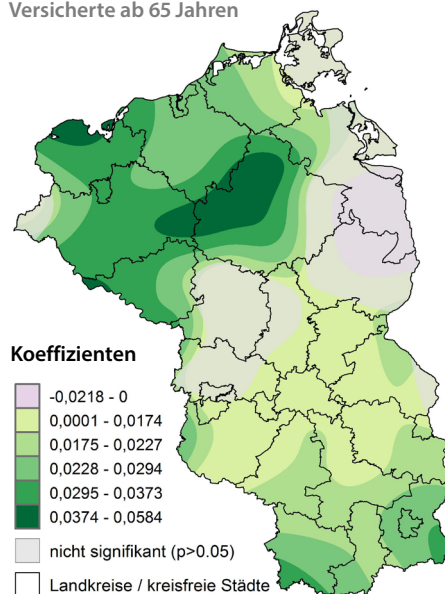 Versicherte ab 65 Jahren
Koeffizienten
-0,0218 - 0
0,0001 - 0,0174
0,0175 - 0,0227
0,0228 - 0,0294
0,0295 - 0,0373
0,0374 - 0,0584
nicht signifikant (p>0.05)
Landkreise / kreisfreie Städte